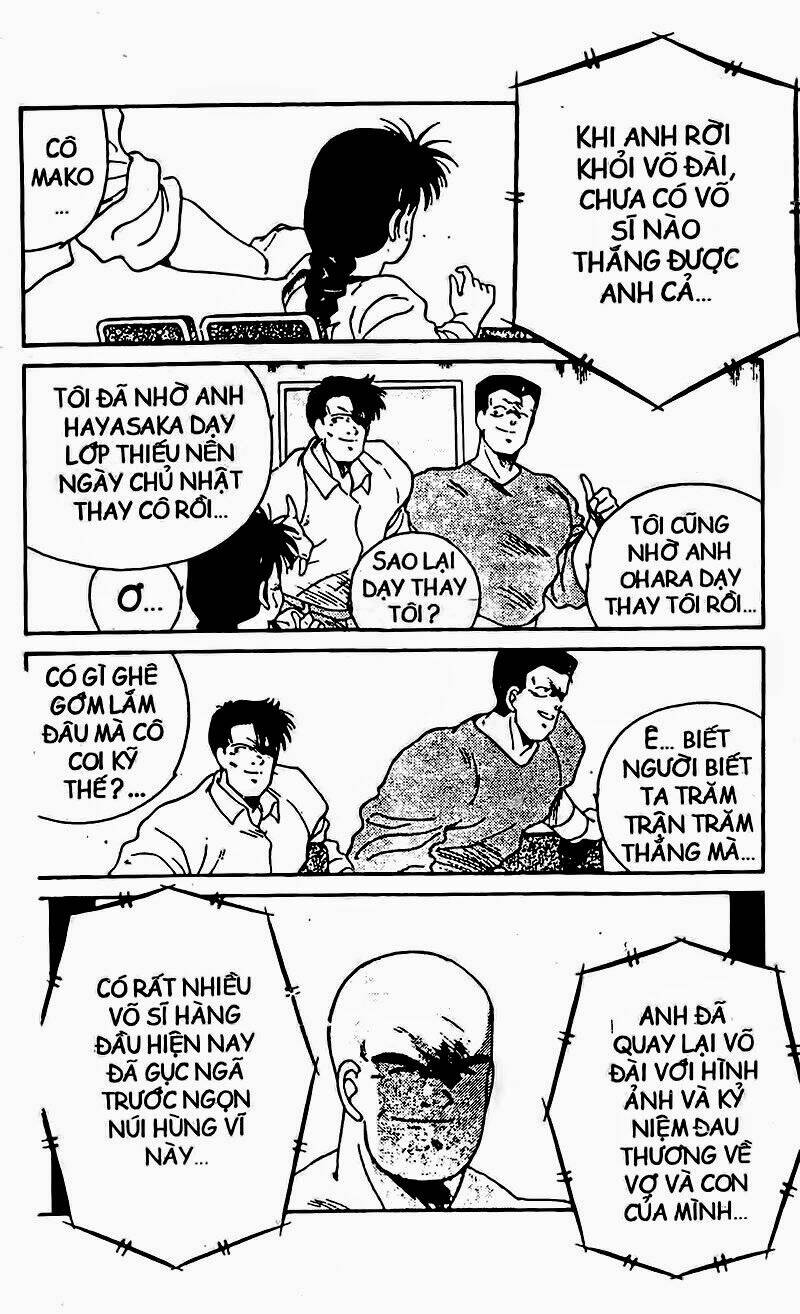 KHI ANH RỜI
KHỎI VÕ ĐÀI,
CHƯA CÓ VÕ
SĨ NÀO
THẮNG ĐƯỢC
ANH CẢ...
CÔ
MAKO
...
TÔI ĐÃ NHỜ ANH
HAYASAKA DẠY
LỚP THIẾU NÊN
NGÀY CHỦ NHẬT
THAY CÔ RỒI...
Ơ...
SAO LẠI
DẠY THAY
TÔI?
TÔI CŨNG
NHỜ ANH
OHARA DẠY
THAY TÔI RỒI...
CÓ GÌ GHÊ
GỚM LẮM
ĐÂU MÀ CÔ
COI KỸ
THẾ?...
Ê... BIẾT
NGƯỜI BIẾT
TA TRĂM
TRẬN TRĂM
THẮNG MÀ...
CÓ RẤT NHIỀU
VÕ SĨ HÀNG
ĐẦU HIỆN NAY
ĐÃ GỤC NGÃ
TRƯỚC NGỌN
NÚI HÙNG VĨ
NÀY...
ANH ĐÃ
QUAY LẠI VÕ
ĐÀI VỚI HÌNH
ẢNH VÀ KỶ
NIỆM ĐAU
THƯƠNG VỀ
VỢ VÀ CON
CỦA MÌNH...